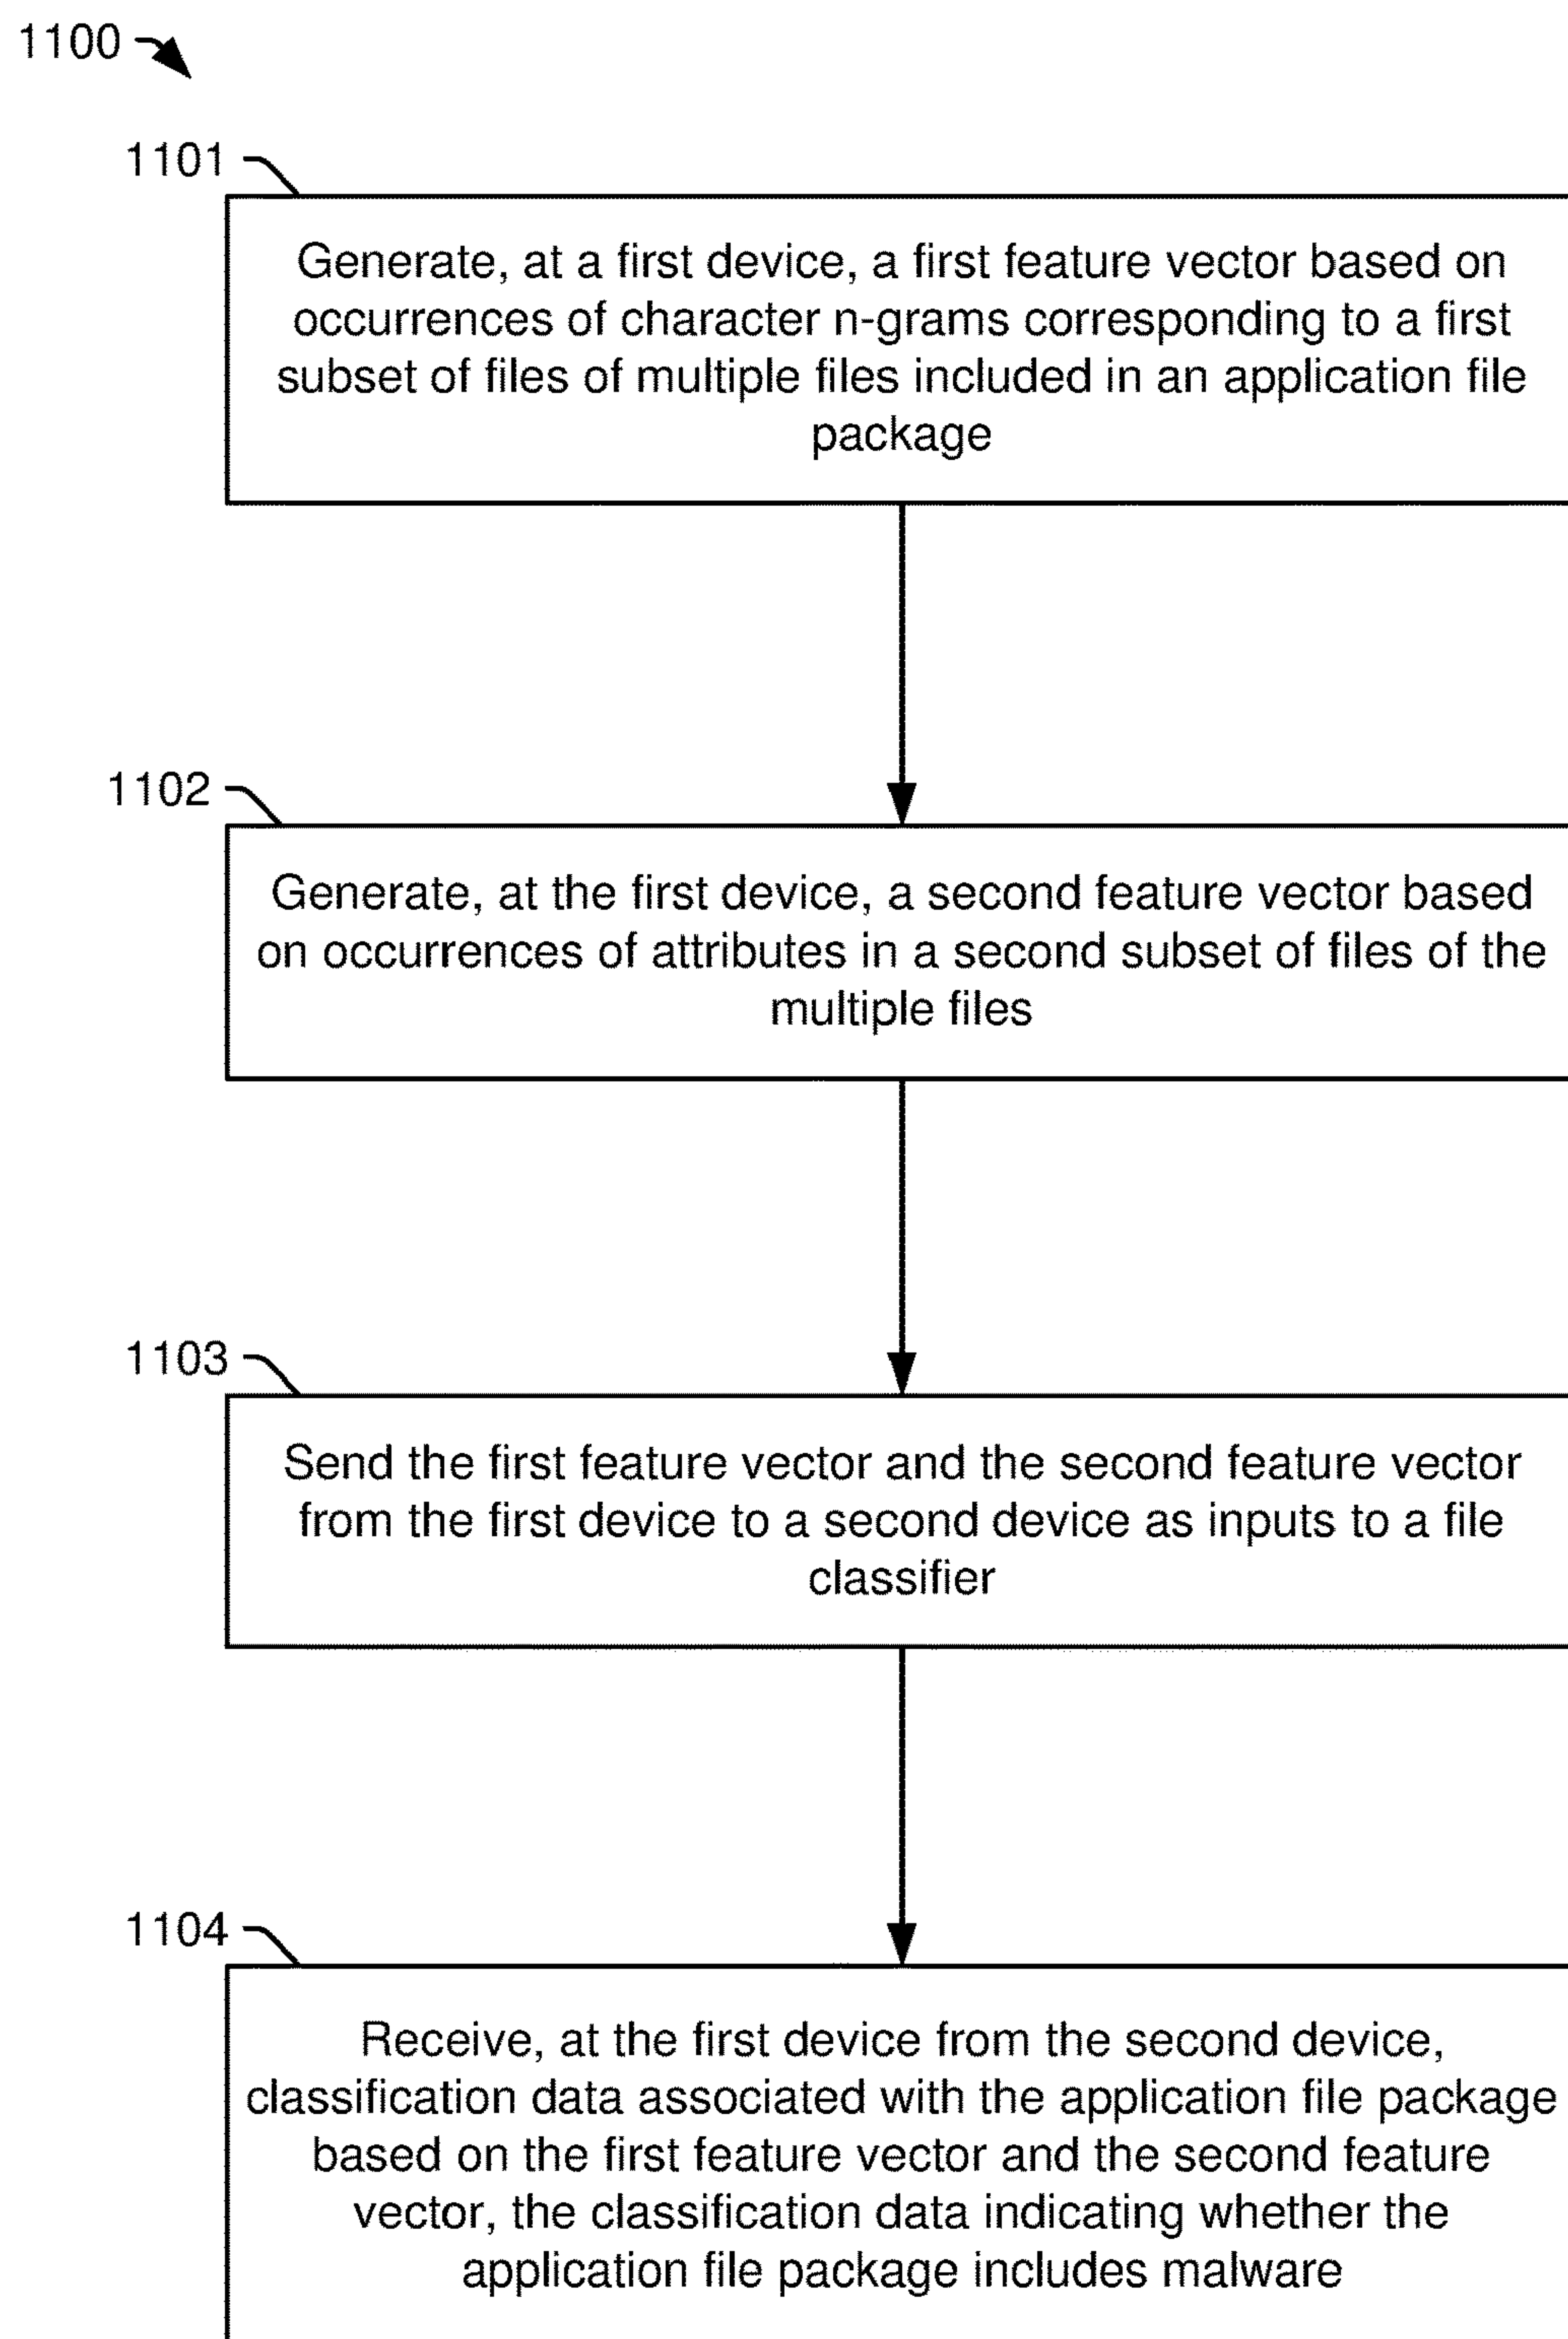 1100
1101
Generate, at a first device, a first feature vector based on
occurrences of character n-grams corresponding to a first
subset of files of multiple files included in an application file
package
1102
Generate, at the first device, a second feature vector based
on occurrences of attributes in a second subset of files of the
multiple files
1103
Send the first feature vector and the second feature vector
from the first device to a second device as inputs to a file
classifier
1104
Receive, at the first device from the second device,
classification data associated with the application file package
based on the first feature vector and the second feature
vector, the classification data indicating whether the
application file package includes malware